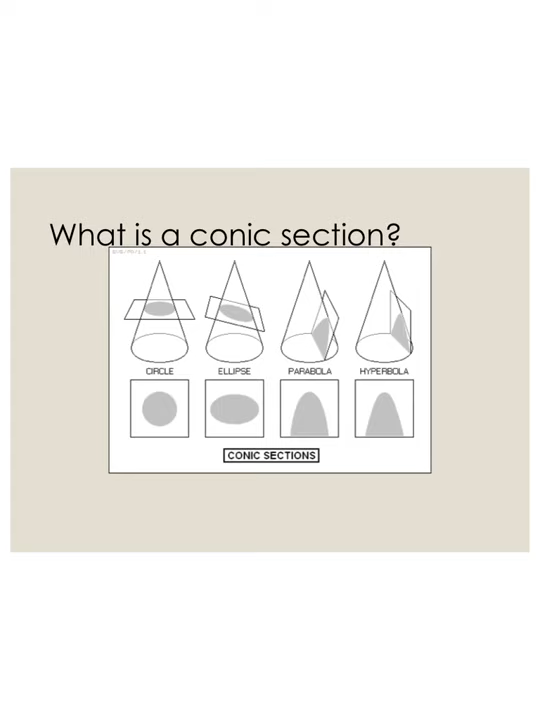 What is a conic section?
CIRCLE ELLIPSE PARABOLA HYPERBOLA
CONIC SECTIONS